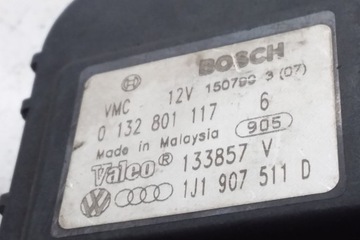 BOSCH
VMC 12V 150793 3 (07)
0 132 801 117 6
Made in Malaysia 905
Valeo® 133857 V
1J1 907 511 D